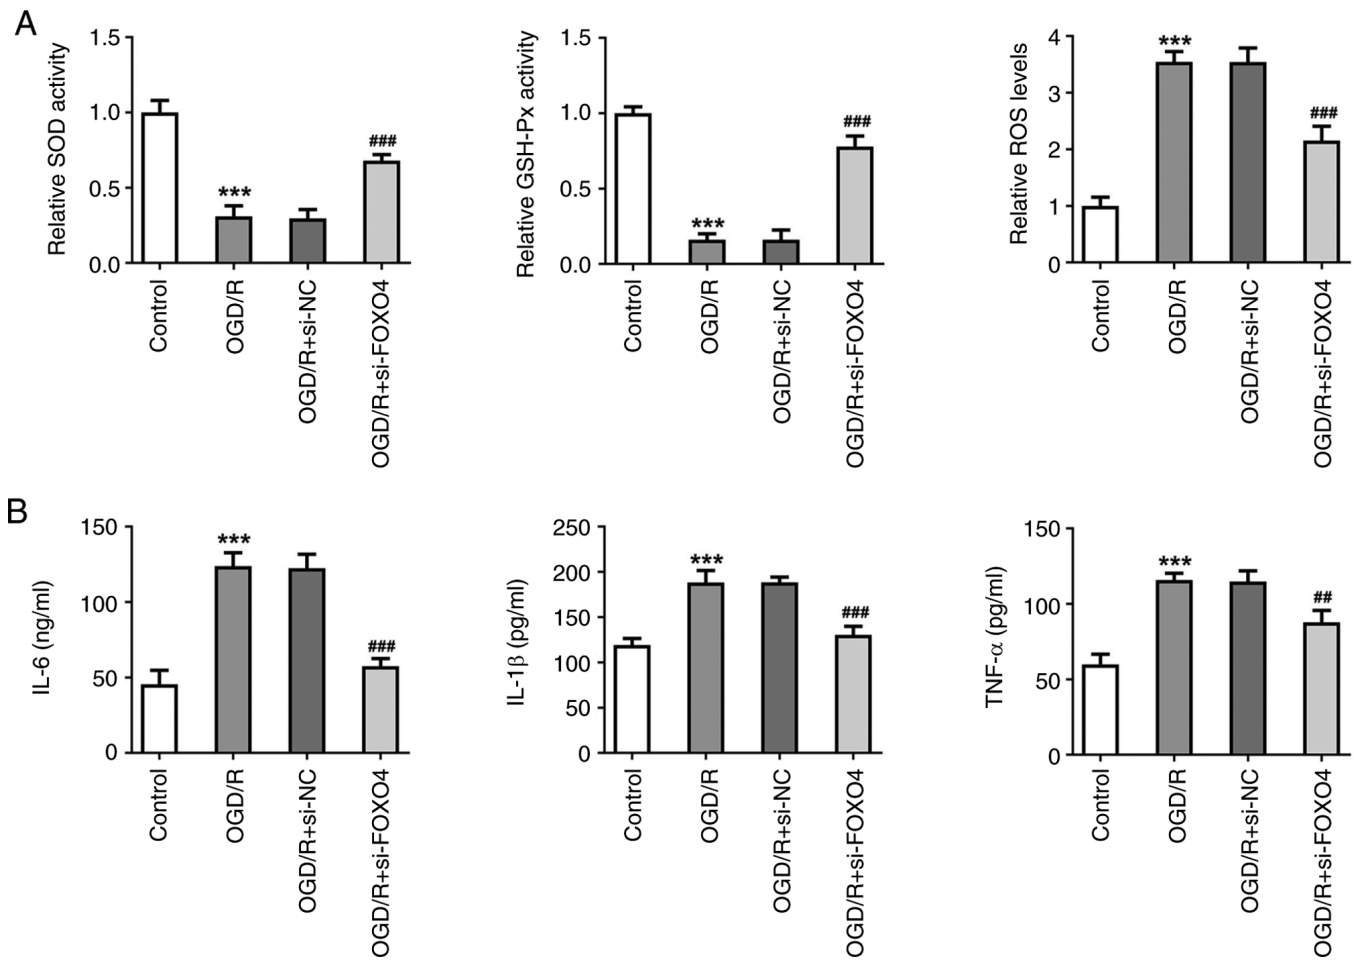 A
Relative SOD activity
1.5
1.0
0.5
0.0
***
###
Control
OGD/R
OGD/R+si-NC
OGD/R+si-FOXO4
Relative GSH-Px activity
1.5
1.0
0.5
0.0
***
###
Control
OGD/R
OGD/R+si-NC
OGD/R+si-FOXO4
Relative ROS levels
4
3
2
1
0
***
###
Control
OGD/R
OGD/R+si-NC
OGD/R+si-FOXO4
B
IL-6 (ng/ml)
150
100
50
0
***
###
Control
OGD/R
OGD/R+si-NC
OGD/R+si-FOXO4
IL-1β (pg/ml)
250
200
150
100
50
0
***
###
Control
OGD/R
OGD/R+si-NC
OGD/R+si-FOXO4
TNF-α (pg/ml)
150
100
50
0
***
##
Control
OGD/R
OGD/R+si-NC
OGD/R+si-FOXO4